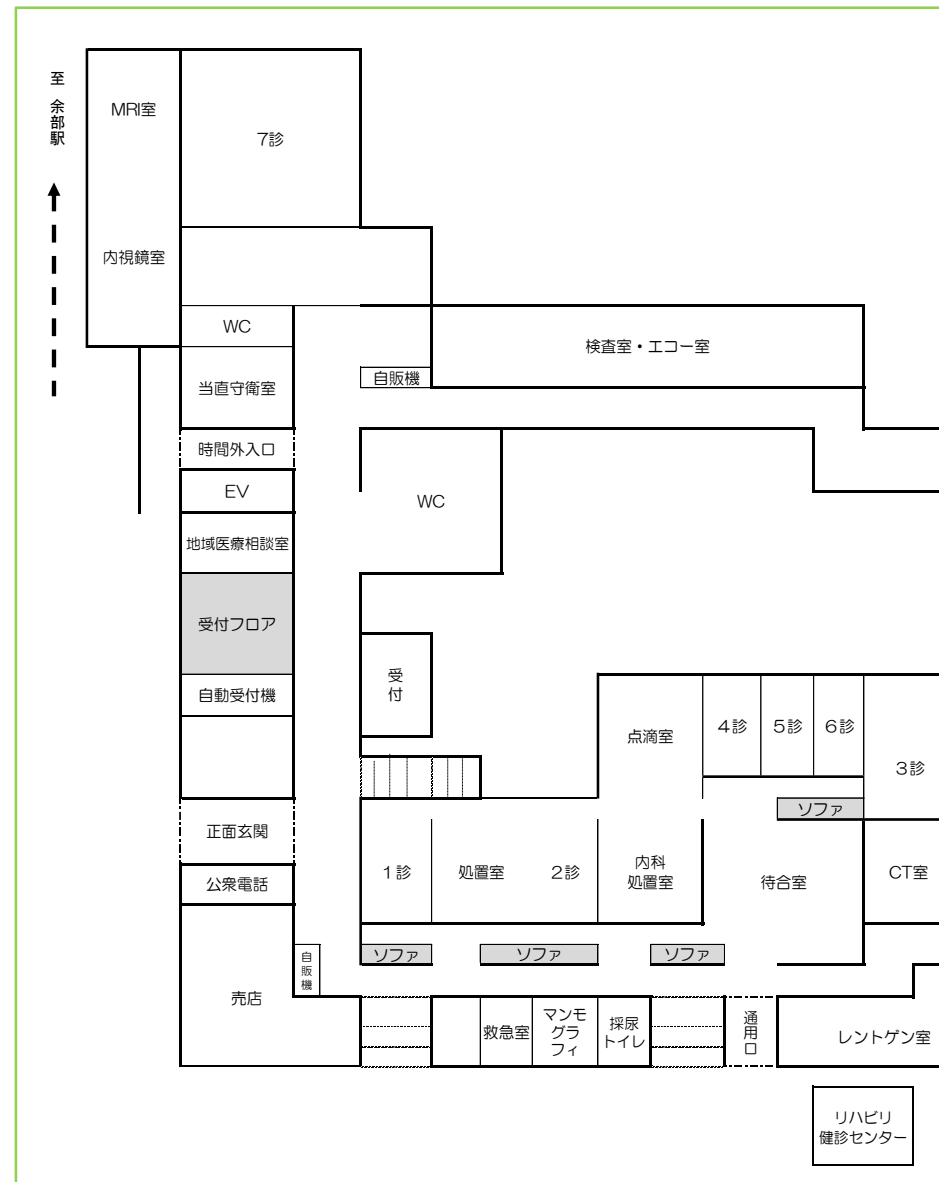 至 余部駅
MRI室
7診
内視鏡室
WC
検査室・エコー室
自販機
当直守衛室
時間外入口
EV
WC
地域医療相談室
受付フロア
受
付
自動受付機
点滴室
4診
5診
6診
3診
ソファ
正面玄関
1診
処置室
2診
内科
処置室
待合室
CT室
公衆電話
ソファ
ソファ
ソファ
自販機
売店
救急室
マンモ
グラ
フィ
採尿
トイレ
通用口
レントゲン室
リハビリ
健診センター